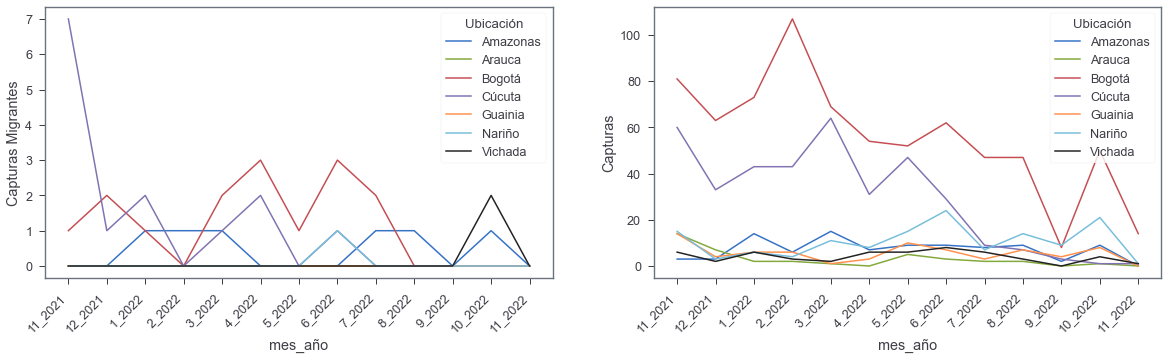 7
6
5
4
3
2
1
0
Capturas Migrantes
Ubicación
Amazonas
Arauca
Bogotá
Cúcuta
Guainia
Nariño
Vichada
11_2021
12_2021
1_2022
2_2022
3_2022
4_2022
5_2022
6_2022
7_2022
8_2022
9_2022
10_2022
11_2022
mes_año
100
80
60
40
20
0
Capturas
Ubicación
Amazonas
Arauca
Bogotá
Cúcuta
Guainia
Nariño
Vichada
11_2021
12_2021
1_2022
2_2022
3_2022
4_2022
5_2022
6_2022
7_2022
8_2022
9_2022
10_2022
11_2022
mes_año